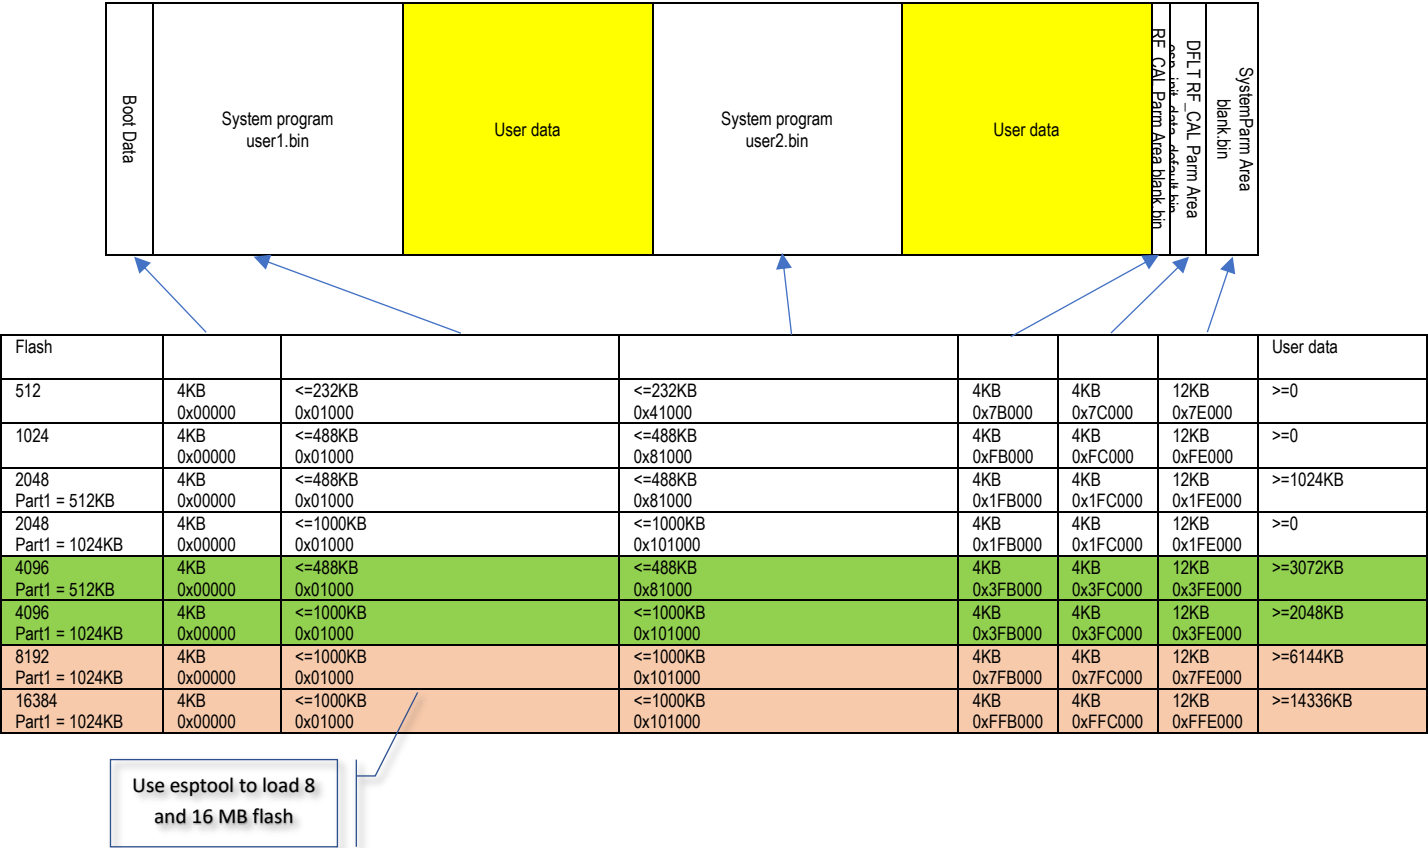 Boot Data
System program
user1.bin
User data
System program
user2.bin
User data
RF_CAL Parm Area blank.bin
DFLT RF_CAL Parm Area
esp_init_data_default.bin
SystemParm Area
blank.bin
Flash User data
512 4KB <=232KB <=232KB 4KB 4KB 12KB >=0
0x00000 0x01000 0x41000 0x7B000 0x7C000 0x7E000
1024 4KB <=488KB <=488KB 4KB 4KB 12KB >=0
0x00000 0x01000 0x81000 0xFB000 0xFC000 0xFE000
2048 4KB <=488KB <=488KB 4KB 4KB 12KB >=1024KB
Part1 = 512KB 0x00000 0x01000 0x81000 0x1FB000 0x1FC000 0x1FE000
2048 4KB <=1000KB <=1000KB 4KB 4KB 12KB >=0
Part1 = 1024KB 0x00000 0x01000 0x101000 0x1FB000 0x1FC000 0x1FE000
4096 4KB <=488KB <=488KB 4KB 4KB 12KB >=3072KB
Part1 = 512KB 0x00000 0x01000 0x81000 0x3FB000 0x3FC000 0x3FE000
4096 4KB <=1000KB <=1000KB 4KB 4KB 12KB >=2048KB
Part1 = 1024KB 0x00000 0x01000 0x101000 0x3FB000 0x3FC000 0x3FE000
8192 4KB <=1000KB <=1000KB 4KB 4KB 12KB >=6144KB
Part1 = 1024KB 0x00000 0x01000 0x101000 0x7FB000 0x7FC000 0x7FE000
16384 4KB <=1000KB <=1000KB 4KB 4KB 12KB >=14336KB
Part1 = 1024KB 0x00000 0x01000 0x101000 0xFFB000 0xFFC000 0xFFE000
Use esptool to load 8
and 16 MB flash